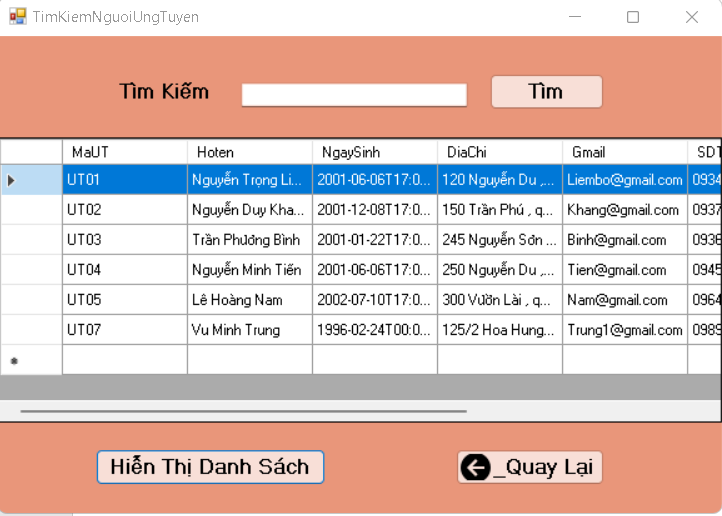 TimKiemNguoiUngTuyen
Tìm Kiếm
Tìm
MaUT Hoten NgaySinh DiaChi Gmail SDT
UT01 Nguyễn Trọng Li... 2001-06-06T17:0... 120 Nguyễn Du ,... Liembo@gmail.com 0934
UT02 Nguyễn Duy Kha... 2001-12-08T17:0... 150 Trần Phú , q... Khang@gmail.com 0937
UT03 Trần Phương Bình 2001-01-22T17:0... 245 Nguyễn Sơn ... Binh@gmail.com 0936
UT04 Nguyễn Minh Tiến 2001-06-06T17:0... 250 Nguyễn Du ,... Tien@gmail.com 0945
UT05 Lê Hoàng Nam 2002-07-10T17:0... 300 Vườn Lài , q... Nam@gmail.com 0964
UT07 Vu Minh Trung 1996-02-24T00:0... 125/2 Hoa Hung... Trung1@gmail.com 0989
Hiển Thị Danh Sách
_Quay Lại